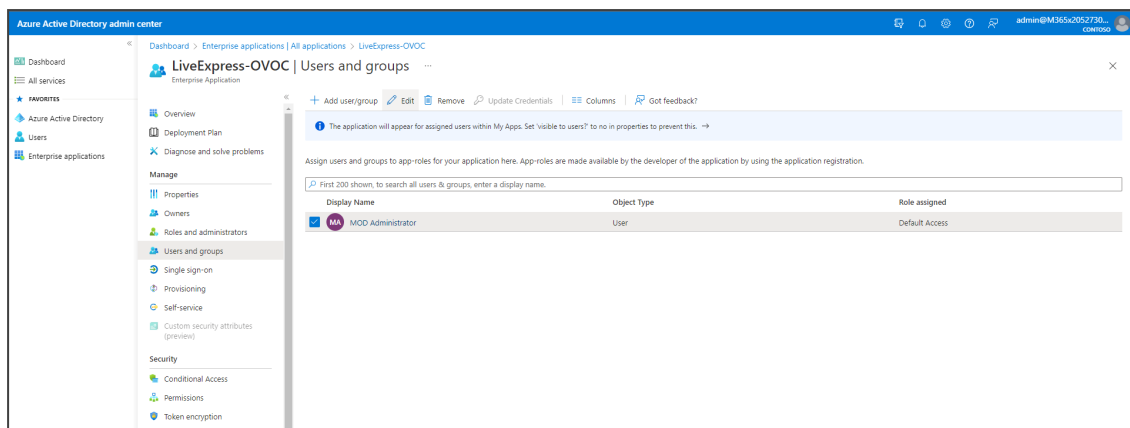 Azure Active Directory admin center
admin@M365x2052730...
CONTOSO
«
Dashboard
All services
FAVORITES
Azure Active Directory
Users
Enterprise applications
Dashboard > Enterprise applications | All applications > LiveExpress-OVOC
LiveExpress-OVOC | Users and groups ...
Enterprise Application
«
Overview
Deployment Plan
Diagnose and solve problems
Manage
Properties
Owners
Roles and administrators
Users and groups
Single sign-on
Provisioning
Self-service
Custom security attributes
(preview)
Security
Conditional Access
Permissions
Token encryption
+ Add user/group Edit Remove Update Credentials Columns Got feedback?
The application will appear for assigned users within My Apps. Set 'visible to users?' to no in properties to prevent this. →
Assign users and groups to app-roles for your application here. App-roles are made available by the developer of the application by using the application registration.
First 200 shown, to search all users & groups, enter a display name.
Display Name Object Type Role assigned
MA MOD Administrator User Default Access